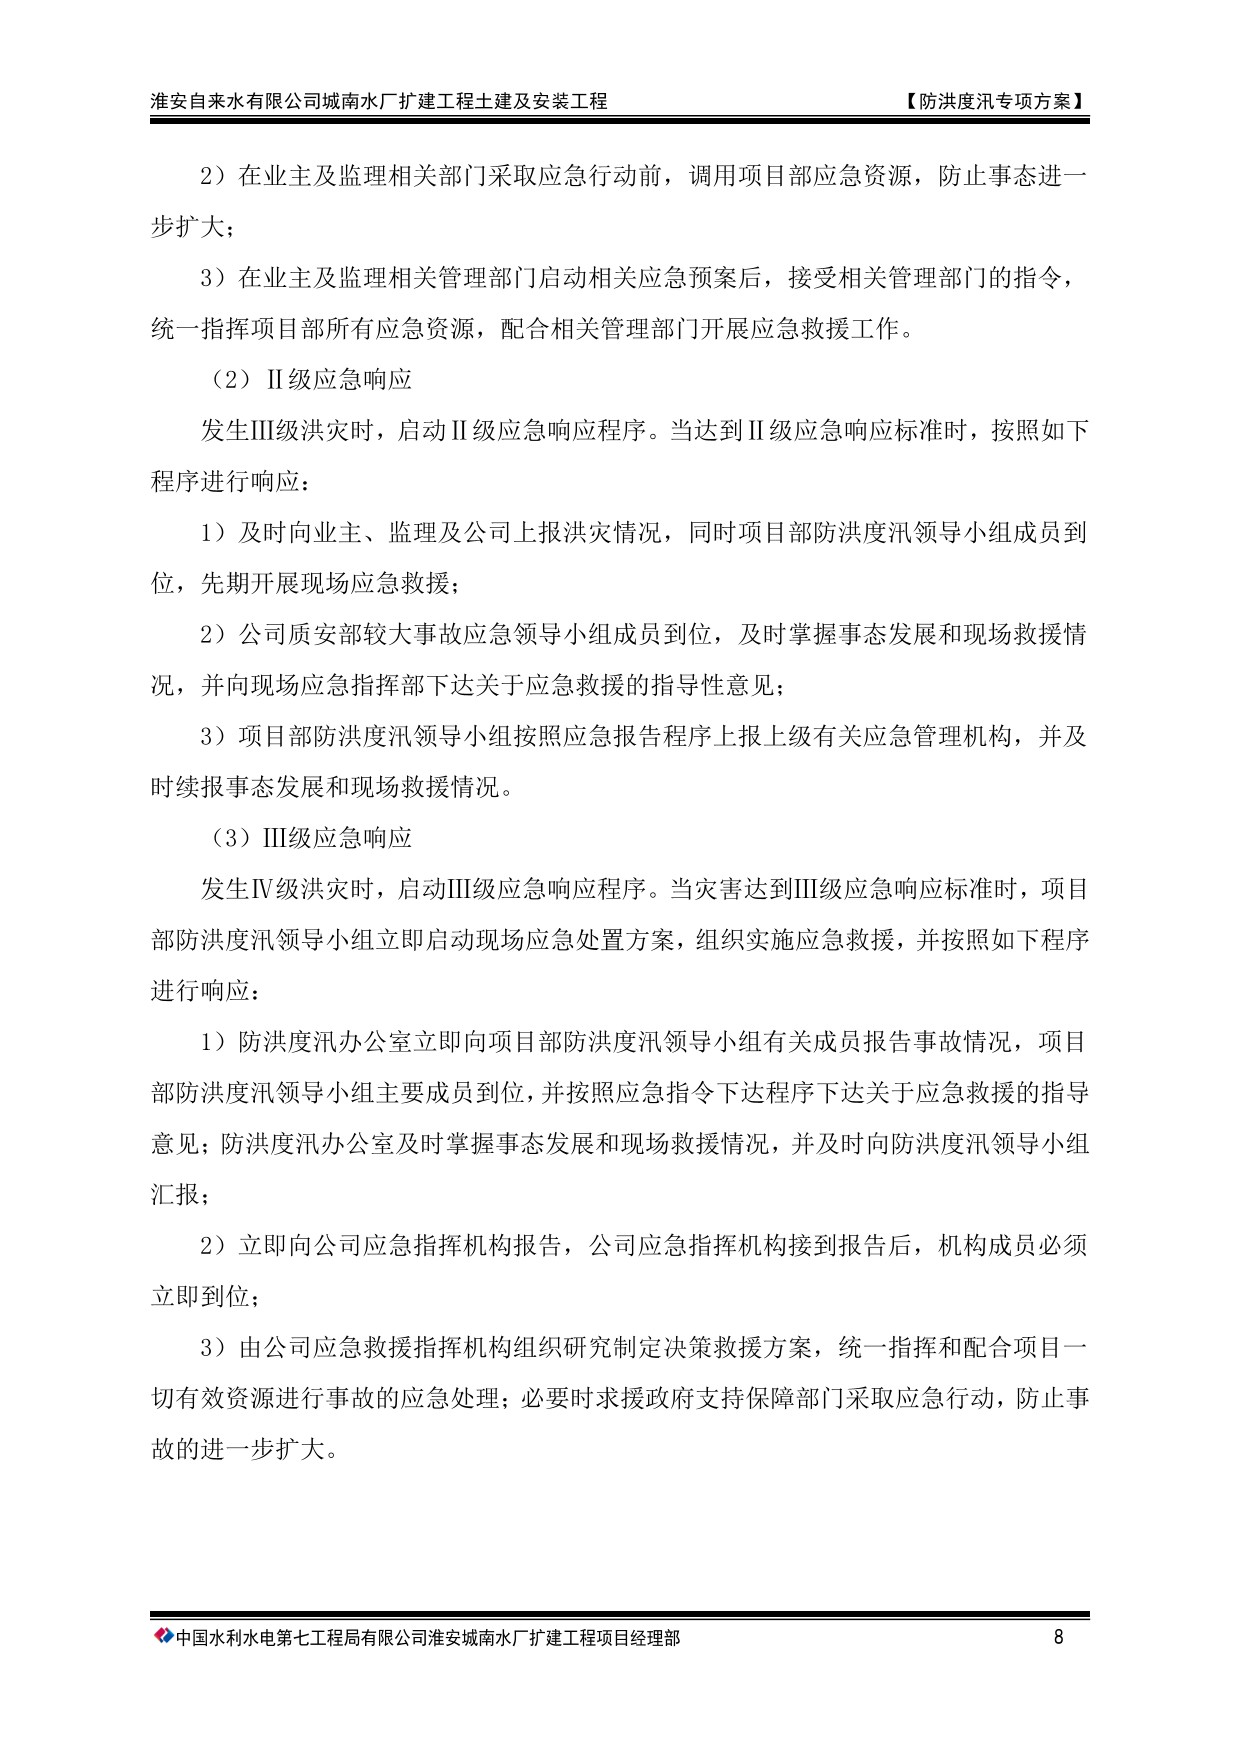 淮安自来水有限公司城南水厂扩建工程土建及安装工程 【防洪度汛专项方案】
2）在业主及监理相关部门采取应急行动前，调用项目部应急资源，防止事态进一
步扩大；
3）在业主及监理相关管理部门启动相关应急预案后，接受相关管理部门的指令，
统一指挥项目部所有应急资源，配合相关管理部门开展应急救援工作。
（2）Ⅱ级应急响应
发生Ⅲ级洪灾时，启动Ⅱ级应急响应程序。当达到Ⅱ级应急响应标准时，按照如下
程序进行响应：
1）及时向业主、监理及公司上报洪灾情况，同时项目部防洪度汛领导小组成员到
位，先期开展现场应急救援；
2）公司质安部较大事故应急领导小组成员到位，及时掌握事态发展和现场救援情
况，并向现场应急指挥部下达关于应急救援的指导性意见；
3）项目部防洪度汛领导小组按照应急报告程序上报上级有关应急管理机构，并及
时续报事态发展和现场救援情况。
（3）Ⅲ级应急响应
发生Ⅳ级洪灾时，启动Ⅲ级应急响应程序。当灾害达到Ⅲ级应急响应标准时，项目
部防洪度汛领导小组立即启动现场应急处置方案，组织实施应急救援，并按照如下程序
进行响应：
1）防洪度汛办公室立即向项目部防洪度汛领导小组有关成员报告事故情况，项目
部防洪度汛领导小组主要成员到位，并按照应急指令下达程序下达关于应急救援的指导
意见；防洪度汛办公室及时掌握事态发展和现场救援情况，并及时向防洪度汛领导小组
汇报；
2）立即向公司应急指挥机构报告，公司应急指挥机构接到报告后，机构成员必须
立即到位；
3）由公司应急救援指挥机构组织研究制定决策救援方案，统一指挥和配合项目一
切有效资源进行事故的应急处理；必要时求援政府支持保障部门采取应急行动，防止事
故的进一步扩大。
中国水利水电第七工程局有限公司淮安城南水厂扩建工程项目经理部 8